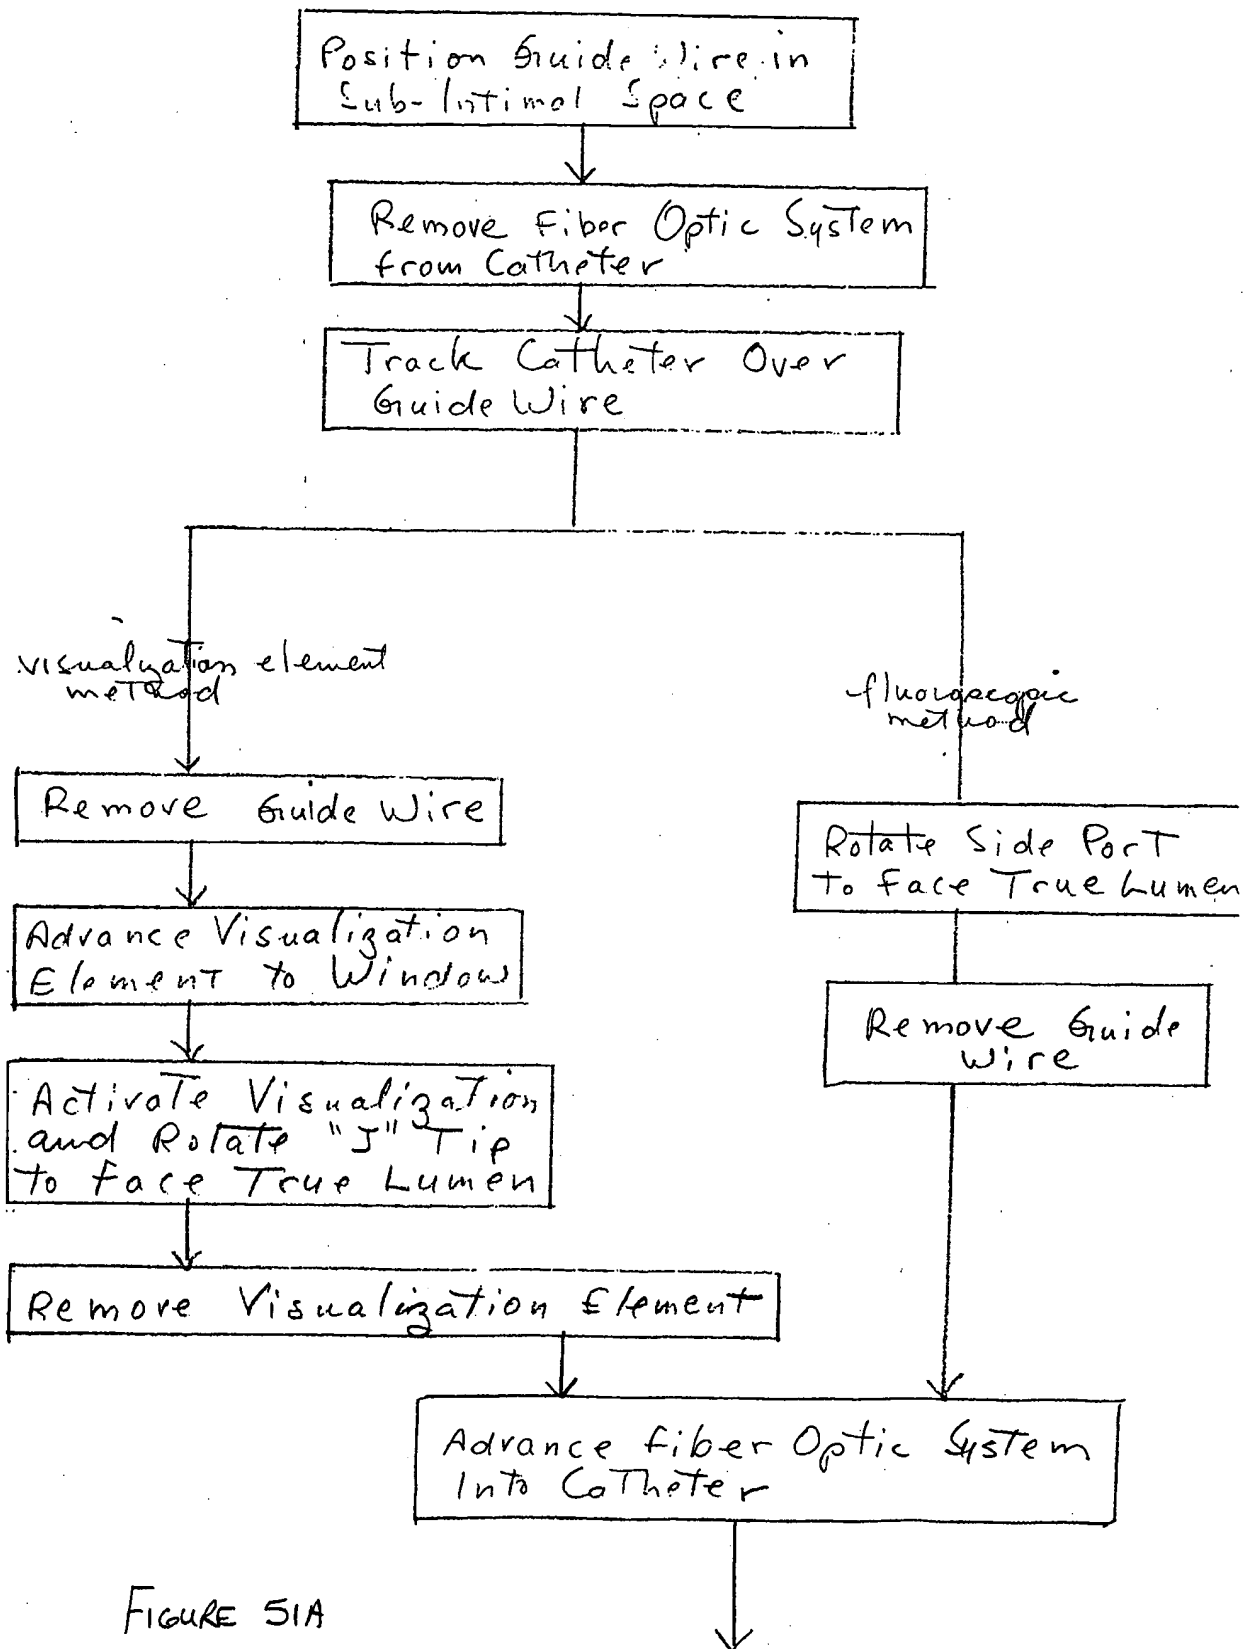 Position Guide Wire in
Sub-Intimal Space
Remove Fiber Optic System
from Catheter
Track Catheter Over
Guide Wire
visualization element
method
fluoroscopic
method
Remove Guide Wire
Rotate Side Port
to Face True Lumen
Advance Visualization
Element to Window
Remove Guide
Wire
Activate Visualization
and Rotate "J" Tip
to Face True Lumen
Remove Visualization Element
Advance Fiber Optic System
Into Catheter
FIGURE 51A